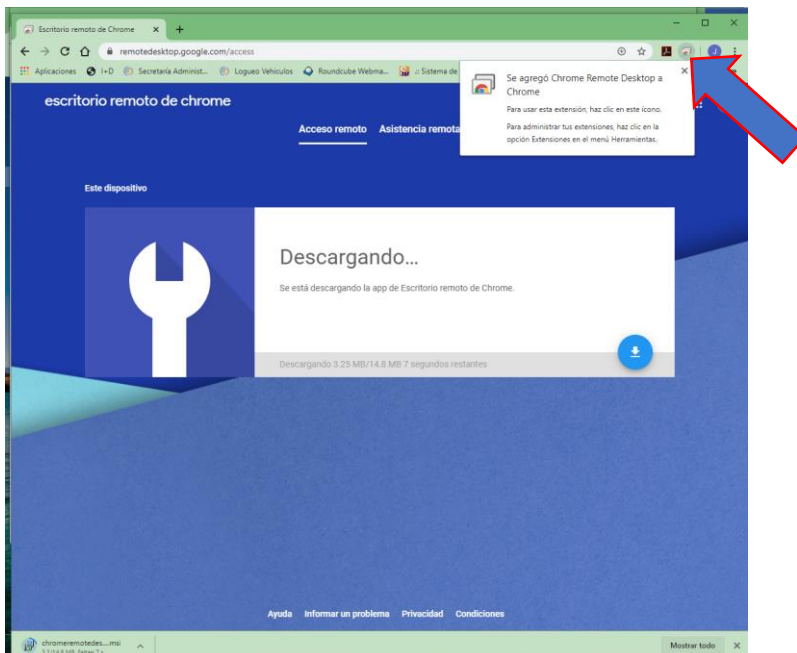 Escritorio remoto de Chrome
remotedesktop.google.com/access
Aplicaciones I+D Secretaría Administ... Logueo Vehiculos Roundcube Webma... .: Sistema de
Se agregó Chrome Remote Desktop a
Chrome
Para usar esta extensión, haz clic en este ícono.
Para administrar tus extensiones, haz clic en la
opción Extensiones en el menú Herramientas.
escritorio remoto de chrome
Acceso remoto Asistencia remota
Este dispositivo
Descargando...
Se está descargando la app de Escritorio remoto de Chrome.
Descargando 3.25 MB/14.8 MB 7 segundos restantes
Ayuda Informar un problema Privacidad Condiciones
chromeremotedes....msi
Mostrar todo